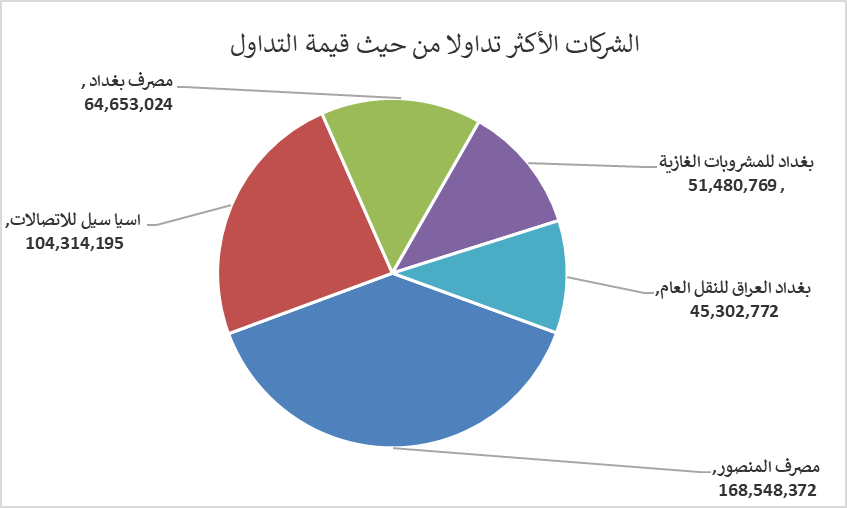 الشركات الأكثر تداولا من حيث قيمة التداول
مصرف بغداد ,
64,653,024
بغداد للمشروبات الغازية
51,480,769 ,
اسيا سيل للاتصالات,
104,314,195
بغداد العراق للنقل العام,
45,302,772
مصرف المنصور,
168,548,372